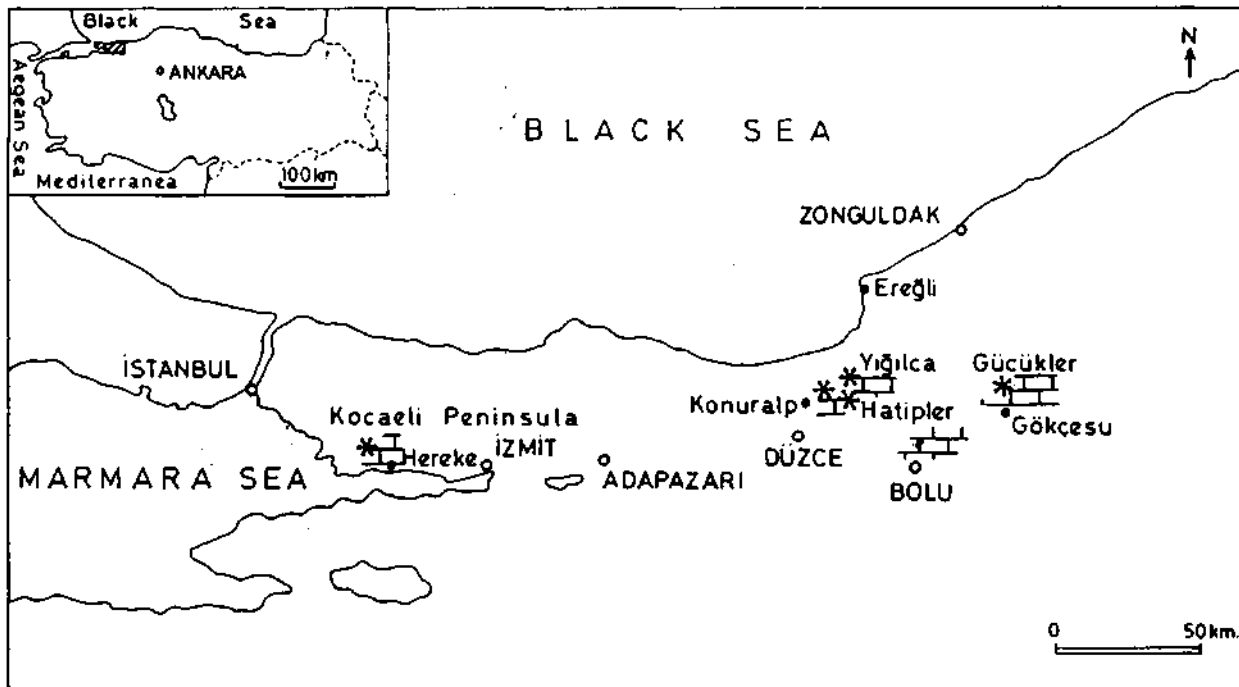 Black Sea
Aegean Sea
ANKARA
Mediterranea
100km
N
BLACK SEA
ZONGULDAK
Ereğli
İSTANBUL
Yığılca
Gücükler
Konuralp
Hatipler
Gökçesu
Kocaeli Peninsula
Hereke
İZMİT
DÜZCE
MARMARA SEA
ADAPAZARI
BOLU
0 50km.